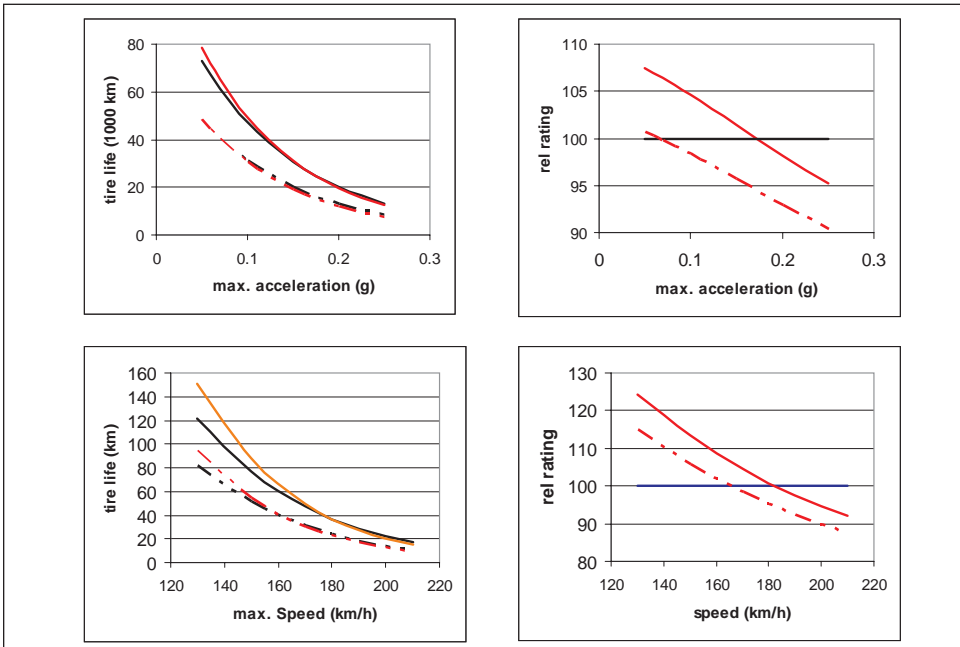 80
60
40
20
0
0 0.1 0.2 0.3
tire life (1000 km)
max. acceleration (g)
110
105
100
95
90
0 0.1 0.2 0.3
rel rating
max. acceleration (g)
160
140
120
100
80
60
40
20
0
120 140 160 180 200 220
tire life (km)
max. Speed (km/h)
130
120
110
100
90
80
120 140 160 180 200 220
rel rating
speed (km/h)